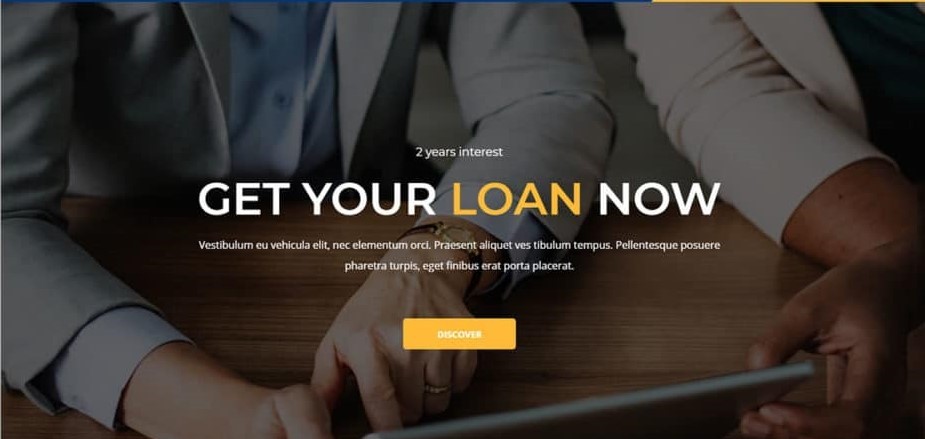 2 years interest
GET YOUR LOAN NOW
Vestibulum eu vehicula elit, nec elementum orci. Praesent aliquet ves tibulum tempus. Pellentesque posuere
pharetra turpis, eget finibus erat porta placerat.
DISCOVER